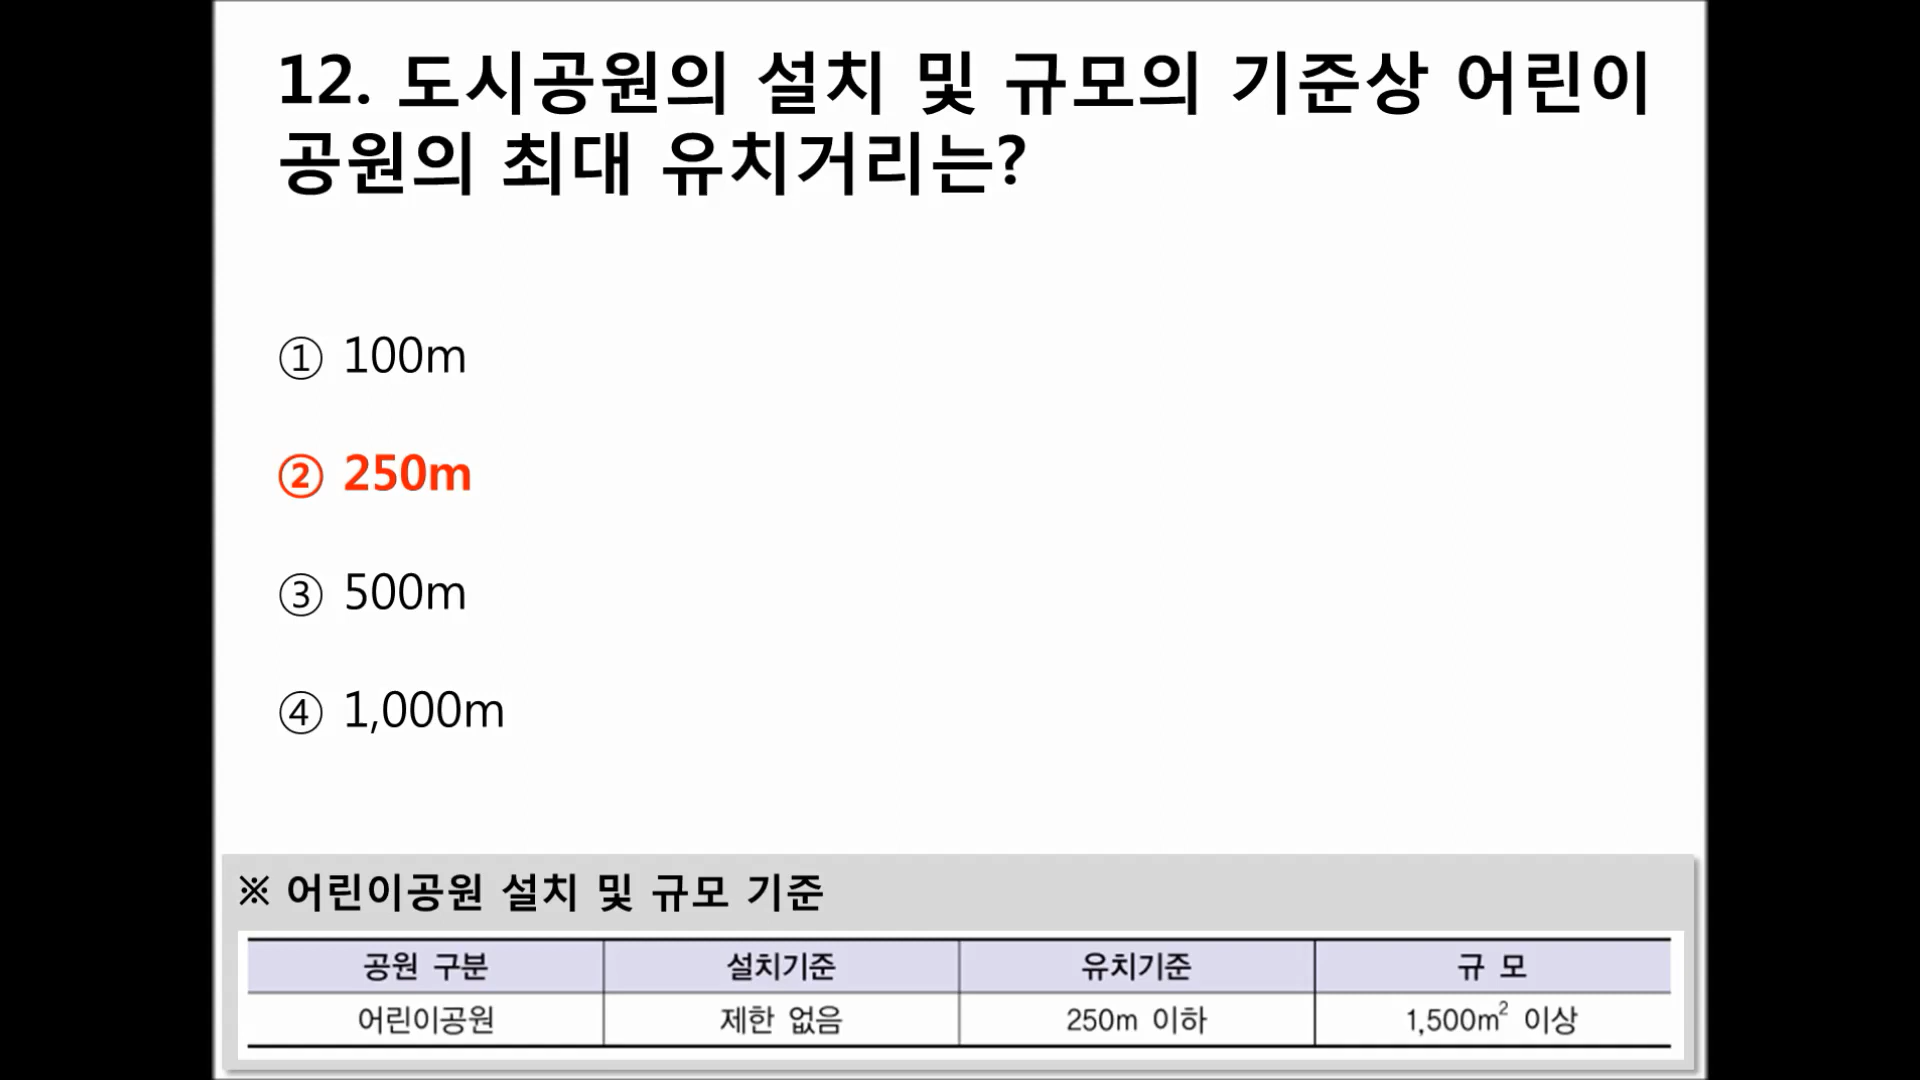 12. 도시공원의 설치 및 규모의 기준상 어린이
공원의 최대 유치거리는?
① 100m
② 250m
③ 500m
④ 1,000m
※ 어린이공원 설치 및 규모 기준
공원 구분 설치기준 유치기준 규 모
어린이공원 제한 없음 250m 이하 1,500m² 이상